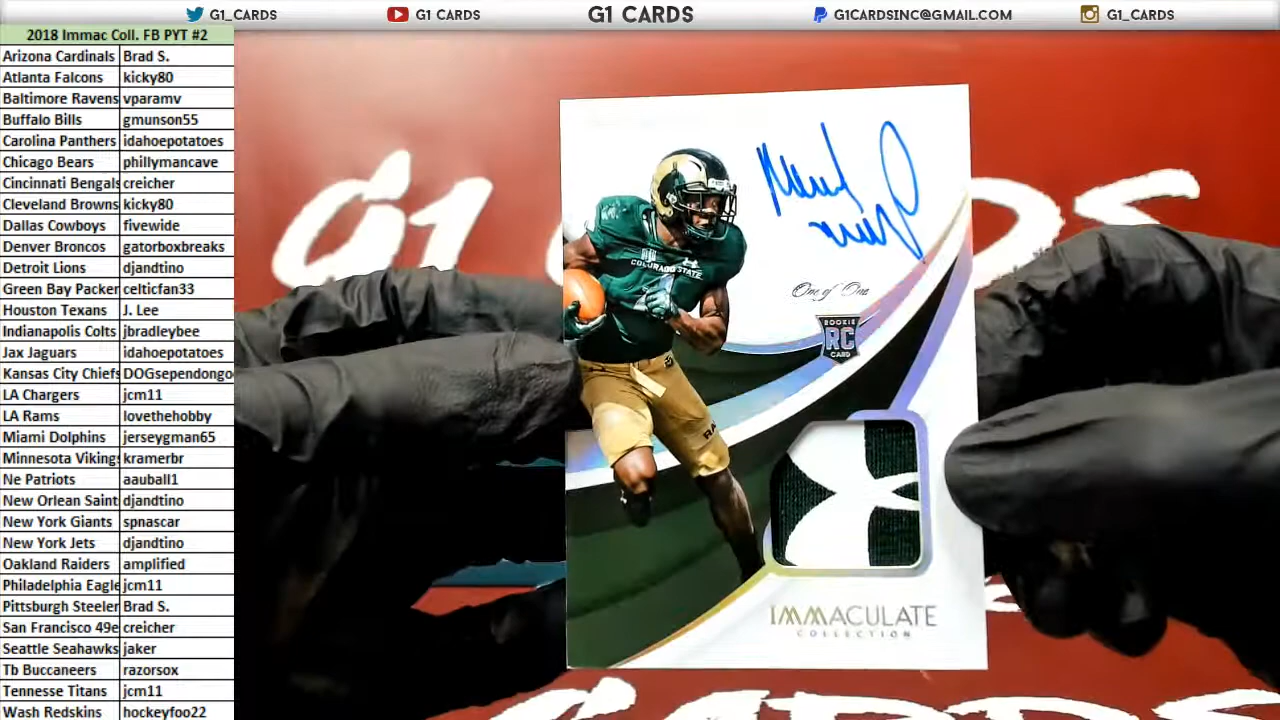 G1_CARDS G1 CARDS G1 CARDS G1CARDSINC@GMAIL.COM G1_CARDS
2018 Immac Coll. FB PYT #2
Arizona Cardinals Brad S.
Atlanta Falcons kicky80
Baltimore Ravens vparamv
Buffalo Bills gmunson55
Carolina Panthers idahoepotatoes
Chicago Bears phillymancave
Cincinnati Bengals creicher
Cleveland Browns kicky80
Dallas Cowboys fivewide
Denver Broncos gatorboxbreaks
Detroit Lions djandtino
Green Bay Packer celticfan33
Houston Texans J. Lee
Indianapolis Colts jbradleybee
Jax Jaguars idahoepotatoes
Kansas City Chiefs DOGsependongo
LA Chargers jcm11
LA Rams lovethehobby
Miami Dolphins jerseygman65
Minnesota Vikings kramerbr
Ne Patriots aauball1
New Orlean Saint djandtino
New York Giants spnascar
New York Jets djandtino
Oakland Raiders amplified
Philadelphia Eagle jcm11
Pittsburgh Steeler Brad S.
San Francisco 49e creicher
Seattle Seahawks jaker
Tb Buccaneers razorsox
Tennesse Titans jcm11
Wash Redskins hockeyfoo22
COLORADO STATE
One of One
ROOKIE
RC
CARD
IMMACULATE
COLLECTION